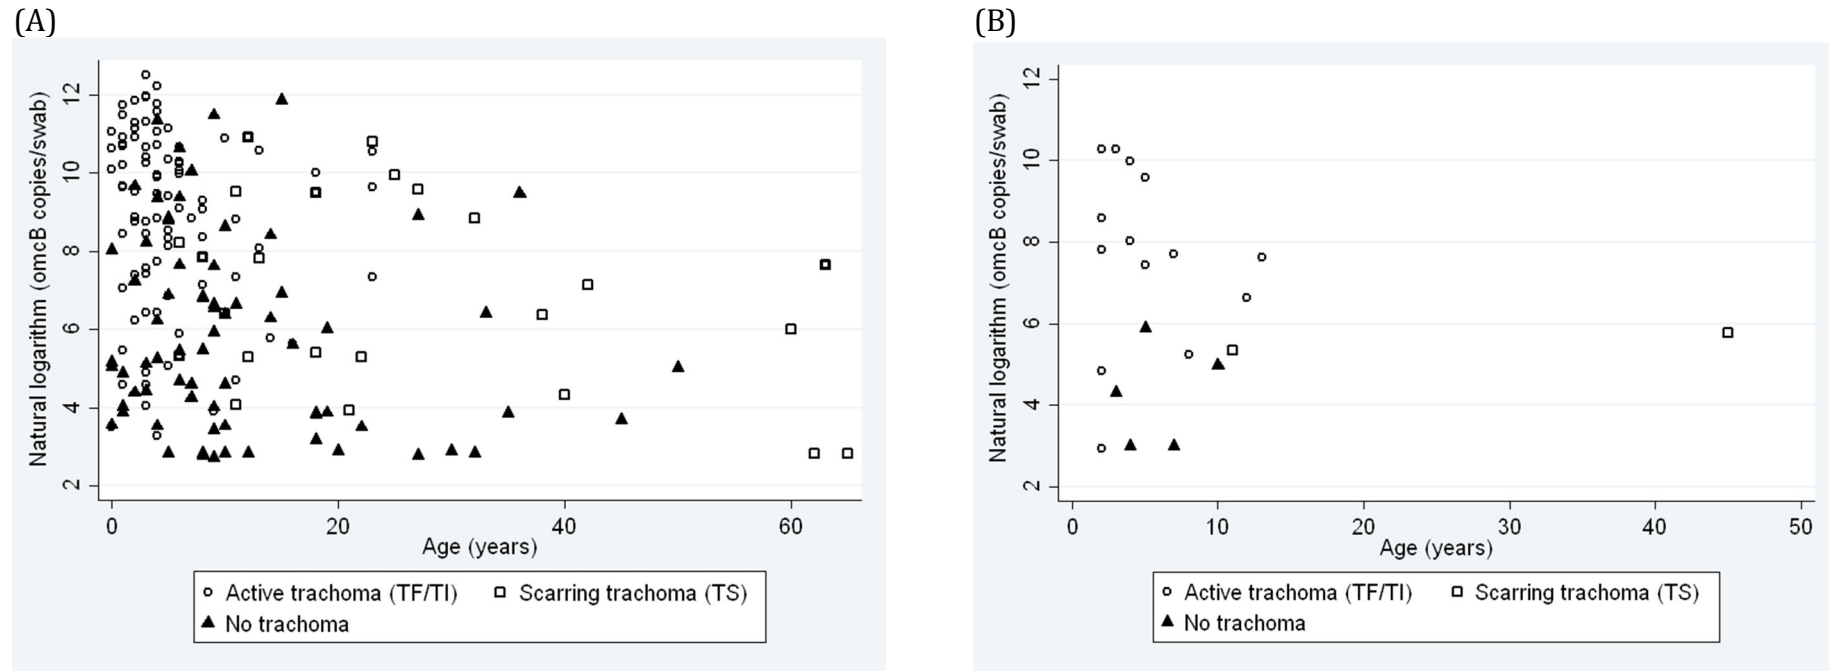 (A)
Natural logarithm (omcB copies/swab)
12
10
8
6
4
2
0 20 40 60
Age (years)
Active trachoma (TF/TI) Scarring trachoma (TS)
No trachoma
(B)
Natural logarithm (omcB copies/swab)
12
10
8
6
4
2
0 10 20 30 40 50
Age (years)
Active trachoma (TF/TI) Scarring trachoma (TS)
No trachoma